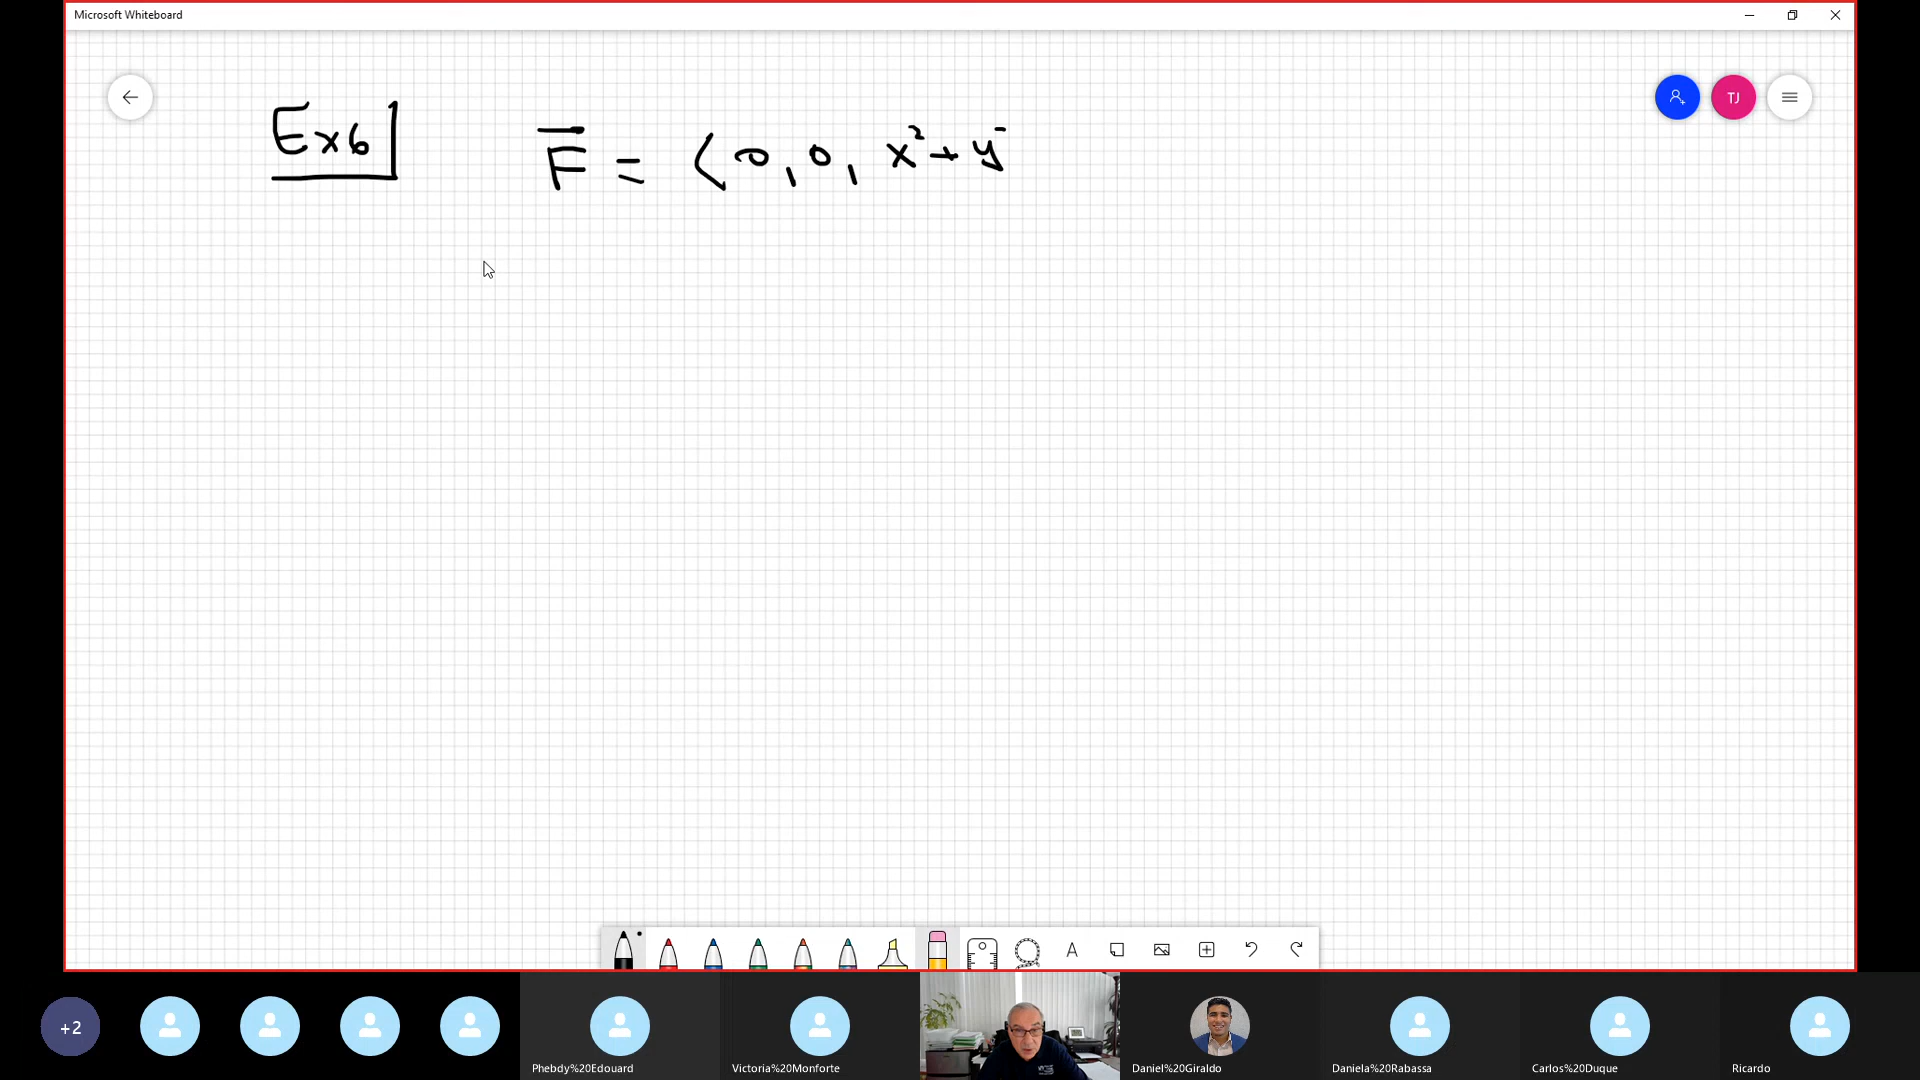 Microsoft Whiteboard
TJ
Ex6
F = ⟨0, 0, x² + y
A
+2
Phebdy%20Edouard
Victoria%20Monforte
Daniel%20Giraldo
Daniela%20Rabassa
Carlos%20Duque
Ricardo